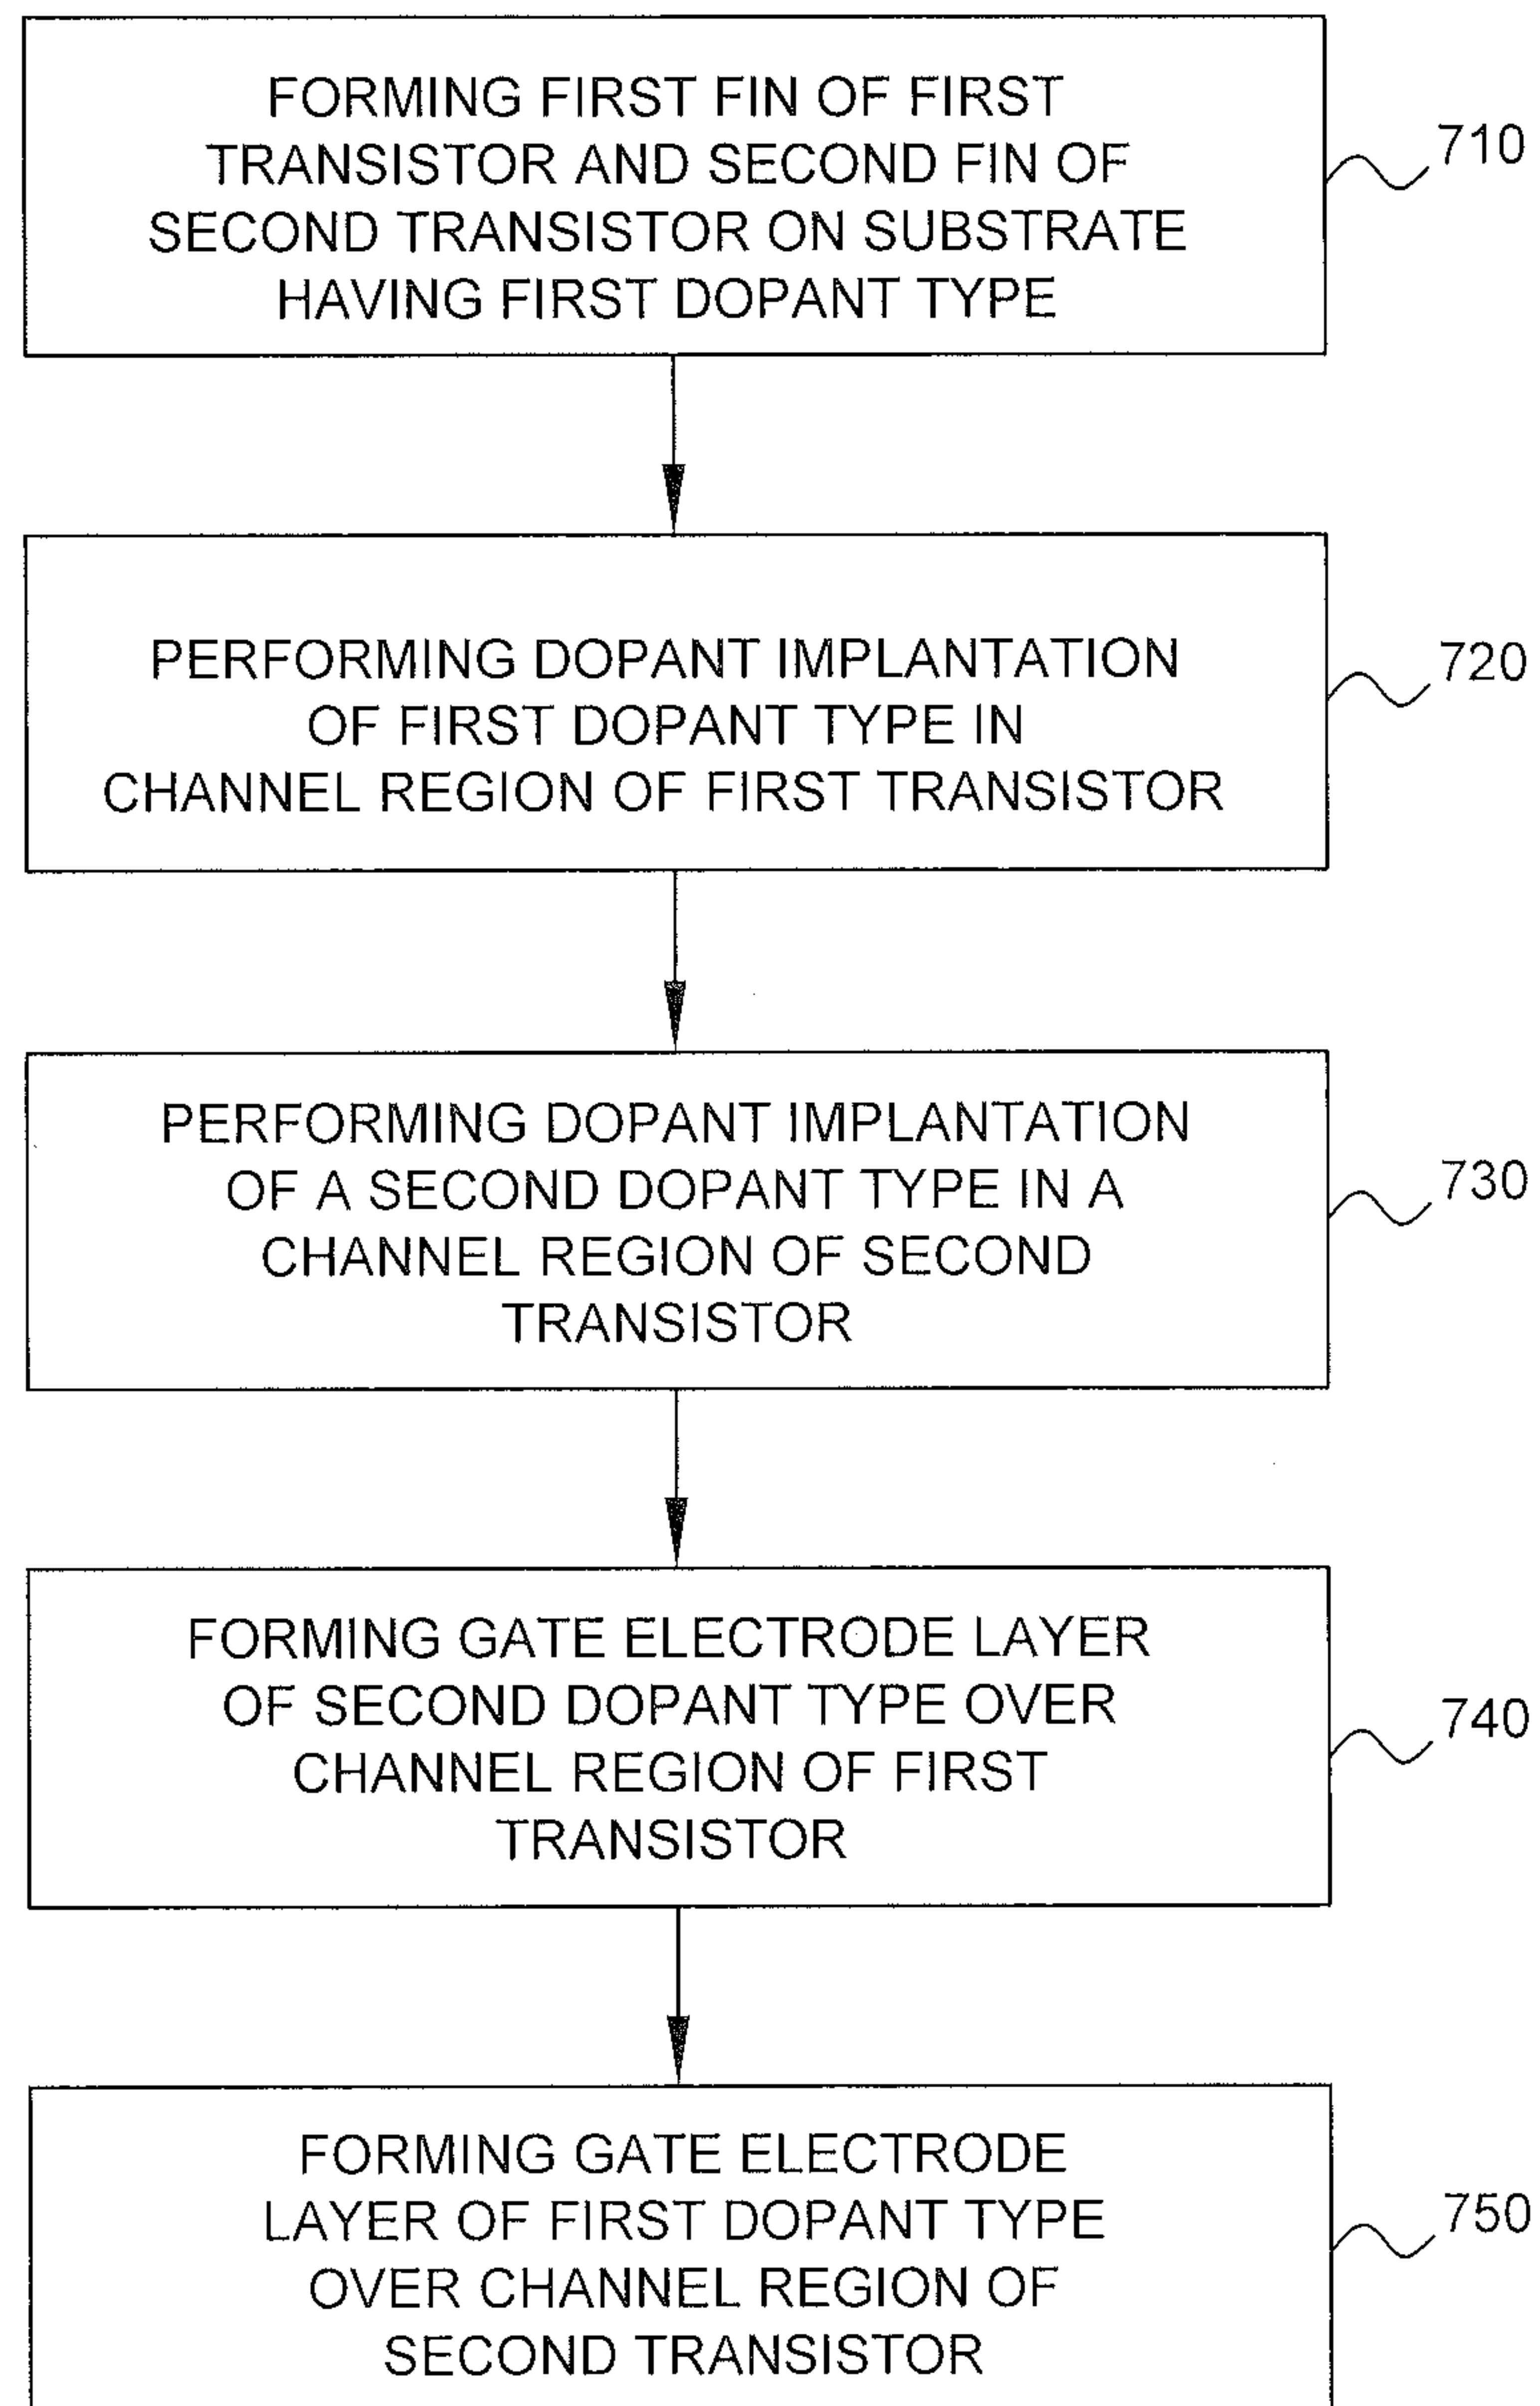 FORMING FIRST FIN OF FIRST
TRANSISTOR AND SECOND FIN OF
SECOND TRANSISTOR ON SUBSTRATE
HAVING FIRST DOPANT TYPE
710
PERFORMING DOPANT IMPLANTATION
OF FIRST DOPANT TYPE IN
CHANNEL REGION OF FIRST TRANSISTOR
720
PERFORMING DOPANT IMPLANTATION
OF A SECOND DOPANT TYPE IN A
CHANNEL REGION OF SECOND
TRANSISTOR
730
FORMING GATE ELECTRODE LAYER
OF SECOND DOPANT TYPE OVER
CHANNEL REGION OF FIRST
TRANSISTOR
740
FORMING GATE ELECTRODE
LAYER OF FIRST DOPANT TYPE
OVER CHANNEL REGION OF
SECOND TRANSISTOR
750